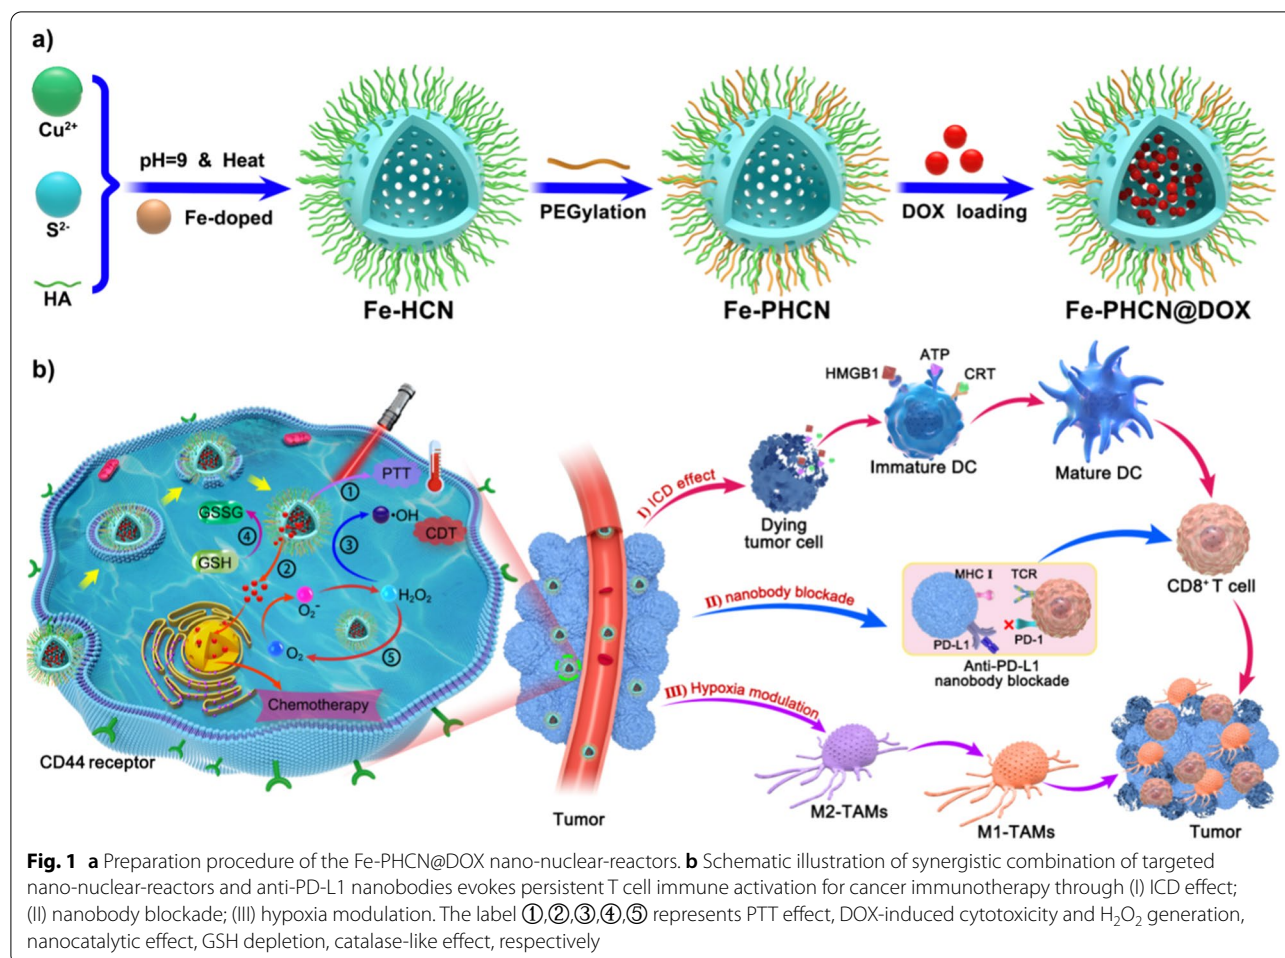 a)
Cu²⁺
S²⁻
HA
pH=9 & Heat
Fe-doped
Fe-HCN
PEGylation
Fe-PHCN
DOX loading
Fe-PHCN@DOX
b)
PTT
①
GSSG
④
GSH
②
③
•OH
CDT
O₂⁻
H₂O₂
O₂
⑤
Chemotherapy
CD44 receptor
Tumor
I) ICD effect
Dying
tumor cell
HMGB1
ATP
CRT
Immature DC
Mature DC
II) nanobody blockade
MHC I
TCR
PD-L1
PD-1
Anti-PD-L1
nanobody blockade
CD8⁺ T cell
III) Hypoxia modulation
M2-TAMs
M1-TAMs
Tumor
Fig. 1 a Preparation procedure of the Fe-PHCN@DOX nano-nuclear-reactors. b Schematic illustration of synergistic combination of targeted
nano-nuclear-reactors and anti-PD-L1 nanobodies evokes persistent T cell immune activation for cancer immunotherapy through (I) ICD effect;
(II) nanobody blockade; (III) hypoxia modulation. The label ①,②,③,④,⑤ represents PTT effect, DOX-induced cytotoxicity and H₂O₂ generation,
nanocatalytic effect, GSH depletion, catalase-like effect, respectively